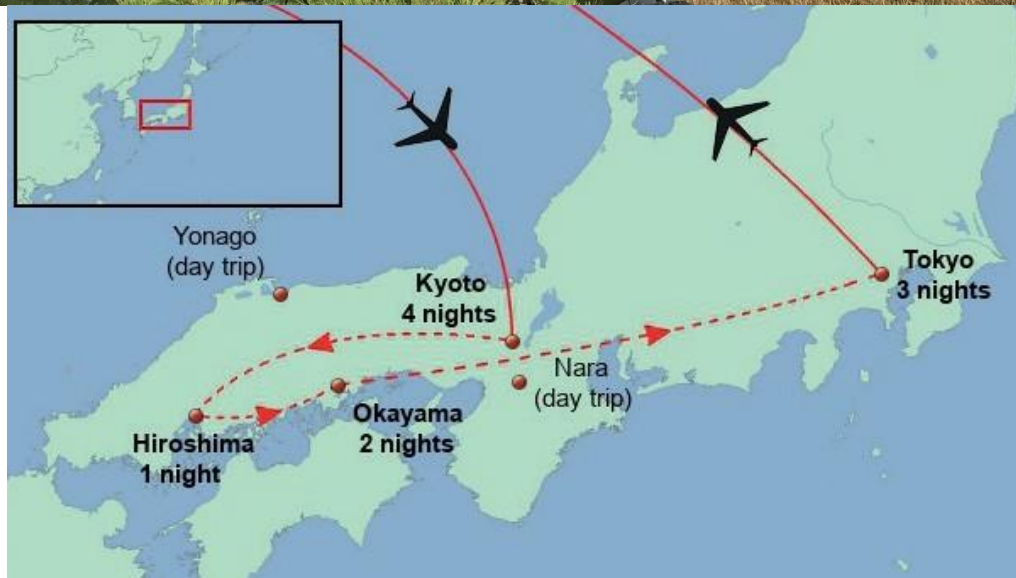 Yonago
(day trip)
Kyoto
4 nights
Tokyo
3 nights
Nara
(day trip)
Okayama
2 nights
Hiroshima
1 night